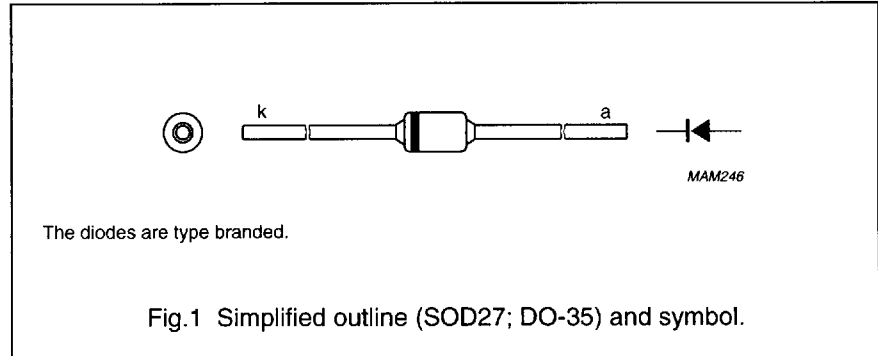 k
a
MAM246
The diodes are type branded.
Fig.1 Simplified outline (SOD27; DO-35) and symbol.